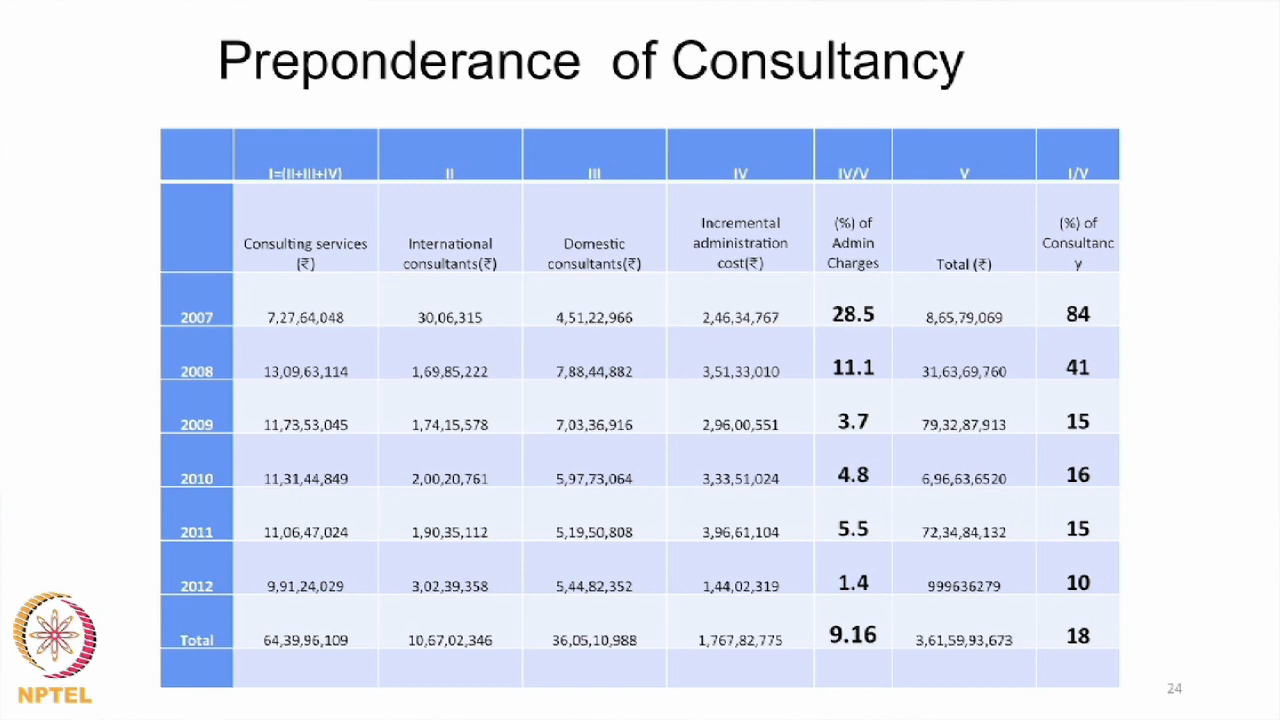 Preponderance of Consultancy
I=(II+III+IV) II III IV IV/V V I/V
Consulting services (₹) International consultants(₹) Domestic consultants(₹) Incremental administration cost(₹) (%) of Admin Charges Total (₹) (%) of Consultanc y
2007 7,27,64,048 30,06,315 4,51,22,966 2,46,34,767 28.5 8,65,79,069 84
2008 13,09,63,114 1,69,85,222 7,88,44,882 3,51,33,010 11.1 31,63,69,760 41
2009 11,73,53,045 1,74,15,578 7,03,36,916 2,96,00,551 3.7 79,32,87,913 15
2010 11,31,44,849 2,00,20,761 5,97,73,064 3,33,51,024 4.8 6,96,63,6520 16
2011 11,06,47,024 1,90,35,112 5,19,50,808 3,96,61,104 5.5 72,34,84,132 15
2012 9,91,24,029 3,02,39,358 5,44,82,352 1,44,02,319 1.4 999636279 10
Total 64,39,96,109 10,67,02,346 36,05,10,988 1,767,82,775 9.16 3,61,59,93,673 18
NPTEL
24